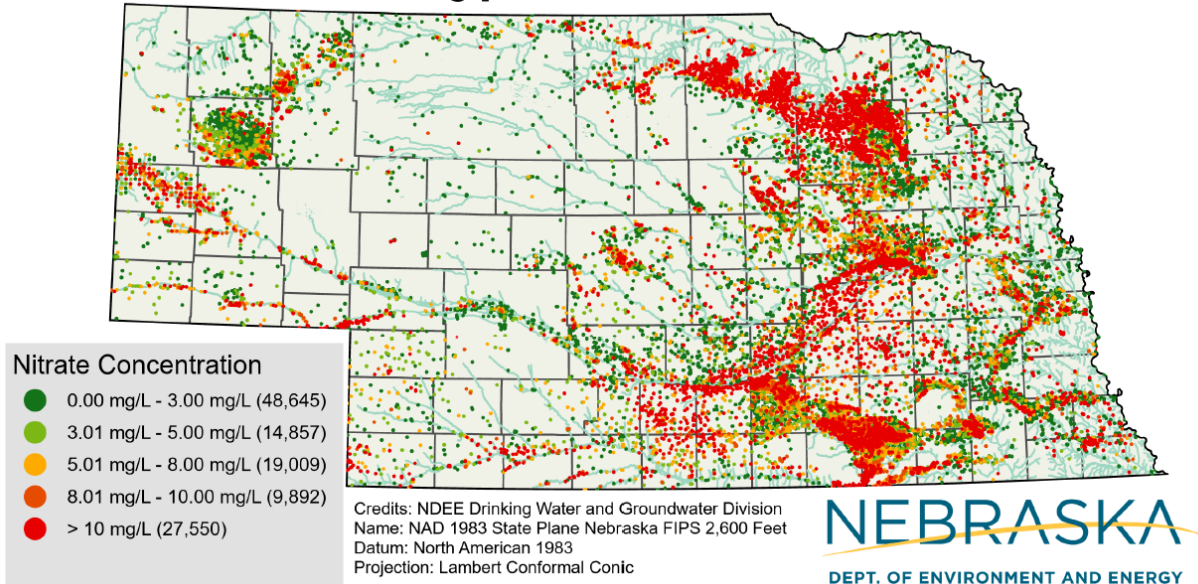 Nitrate Concentration
0.00 mg/L - 3.00 mg/L (48,645)
3.01 mg/L - 5.00 mg/L (14,857)
5.01 mg/L - 8.00 mg/L (19,009)
8.01 mg/L - 10.00 mg/L (9,892)
> 10 mg/L (27,550)
Credits: NDEE Drinking Water and Groundwater Division
Name: NAD 1983 State Plane Nebraska FIPS 2,600 Feet
Datum: North American 1983
Projection: Lambert Conformal Conic
NEBRASKA
DEPT. OF ENVIRONMENT AND ENERGY